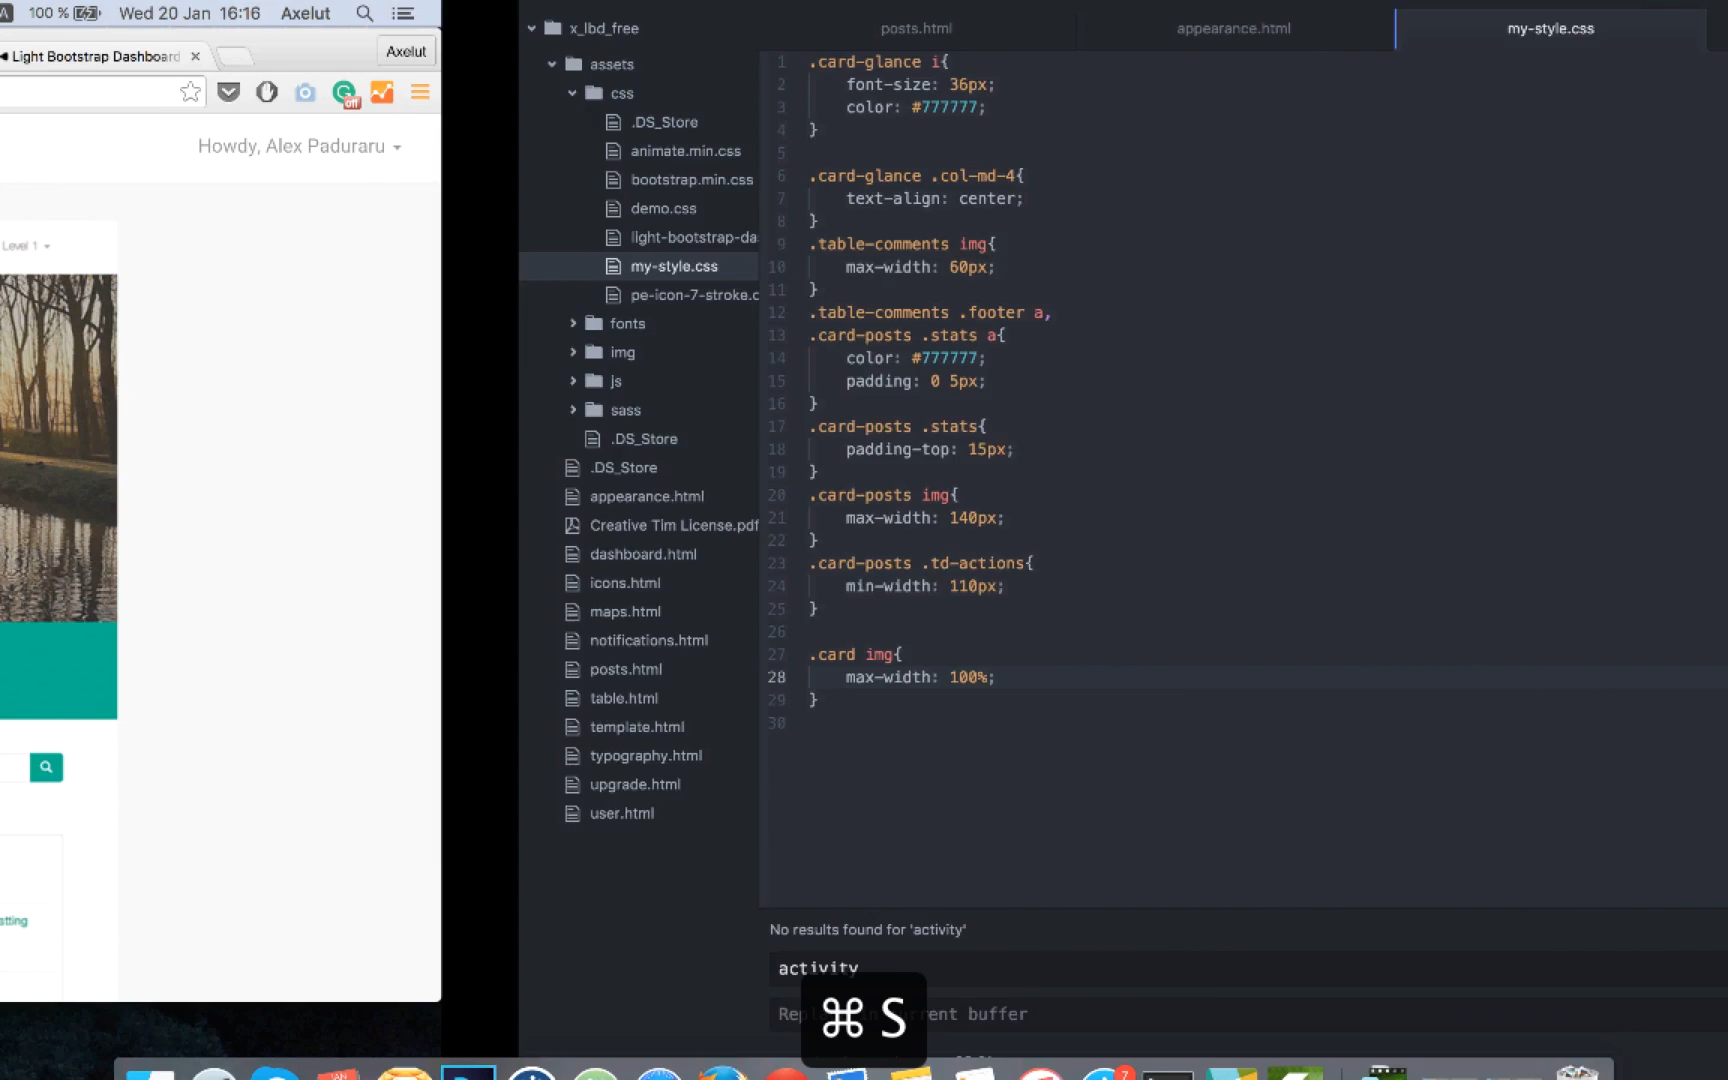 100 %
Wed 20 Jan 16:16
Axelut
Light Bootstrap Dashboard
Axelut
off
Howdy, Alex Paduraru
Level 1
atting
x_lbd_free
assets
css
.DS_Store
animate.min.css
bootstrap.min.css
demo.css
light-bootstrap-da
my-style.css
pe-icon-7-stroke.c
fonts
img
js
sass
.DS_Store
.DS_Store
appearance.html
Creative Tim License.pdf
dashboard.html
icons.html
maps.html
notifications.html
posts.html
table.html
template.html
typography.html
upgrade.html
user.html
posts.html
appearance.html
my-style.css
1 .card-glance i{
2 font-size: 36px;
3 color: #777777;
4 }
5
6 .card-glance .col-md-4{
7 text-align: center;
8 }
9 .table-comments img{
10 max-width: 60px;
11 }
12 .table-comments .footer a,
13 .card-posts .stats a{
14 color: #777777;
15 padding: 0 5px;
16 }
17 .card-posts .stats{
18 padding-top: 15px;
19 }
20 .card-posts img{
21 max-width: 140px;
22 }
23 .card-posts .td-actions{
24 min-width: 110px;
25 }
26
27 .card img{
28 max-width: 100%;
29 }
30
No results found for 'activity'
activity
Rep
rrent buffer
⌘ S
JAN
7